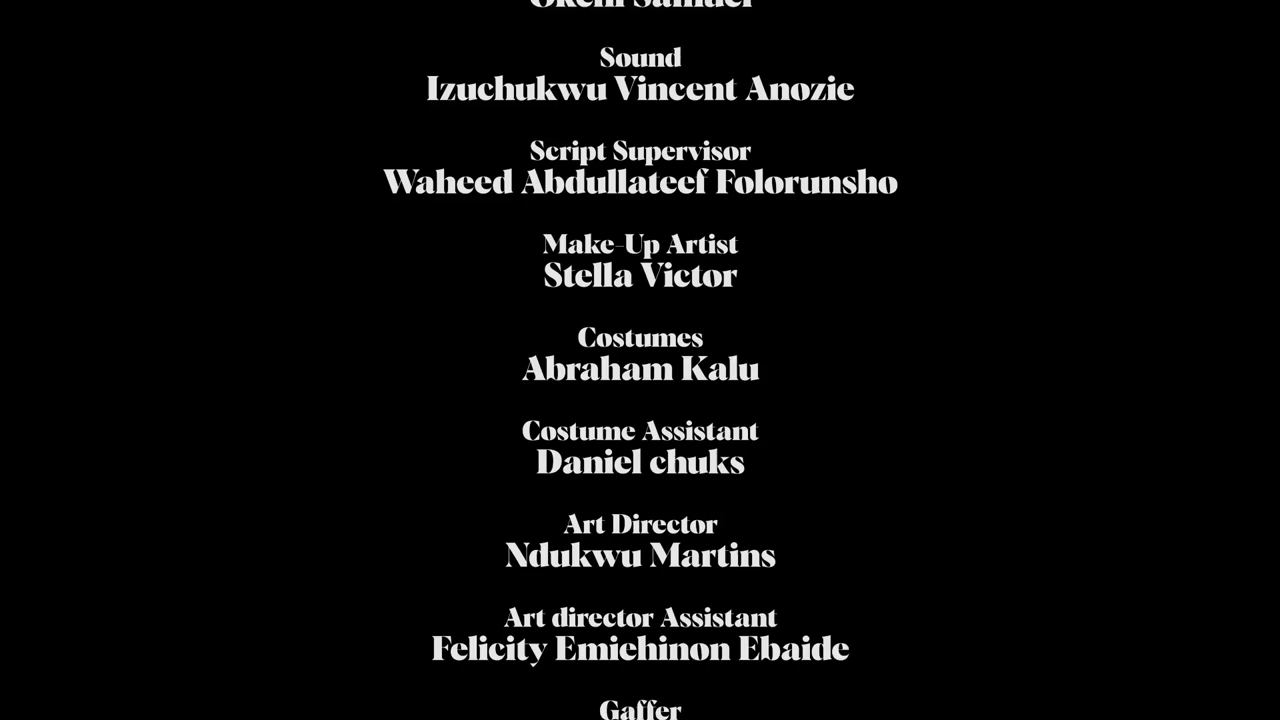 Sound
Izuchukwu Vincent Anozie
Script Supervisor
Waheed Abdullateef Folorunsho
Make-Up Artist
Stella Victor
Costumes
Abraham Kalu
Costume Assistant
Daniel chuks
Art Director
Ndukwu Martins
Art director Assistant
Felicity Emiehinon Ebaide
Gaffer